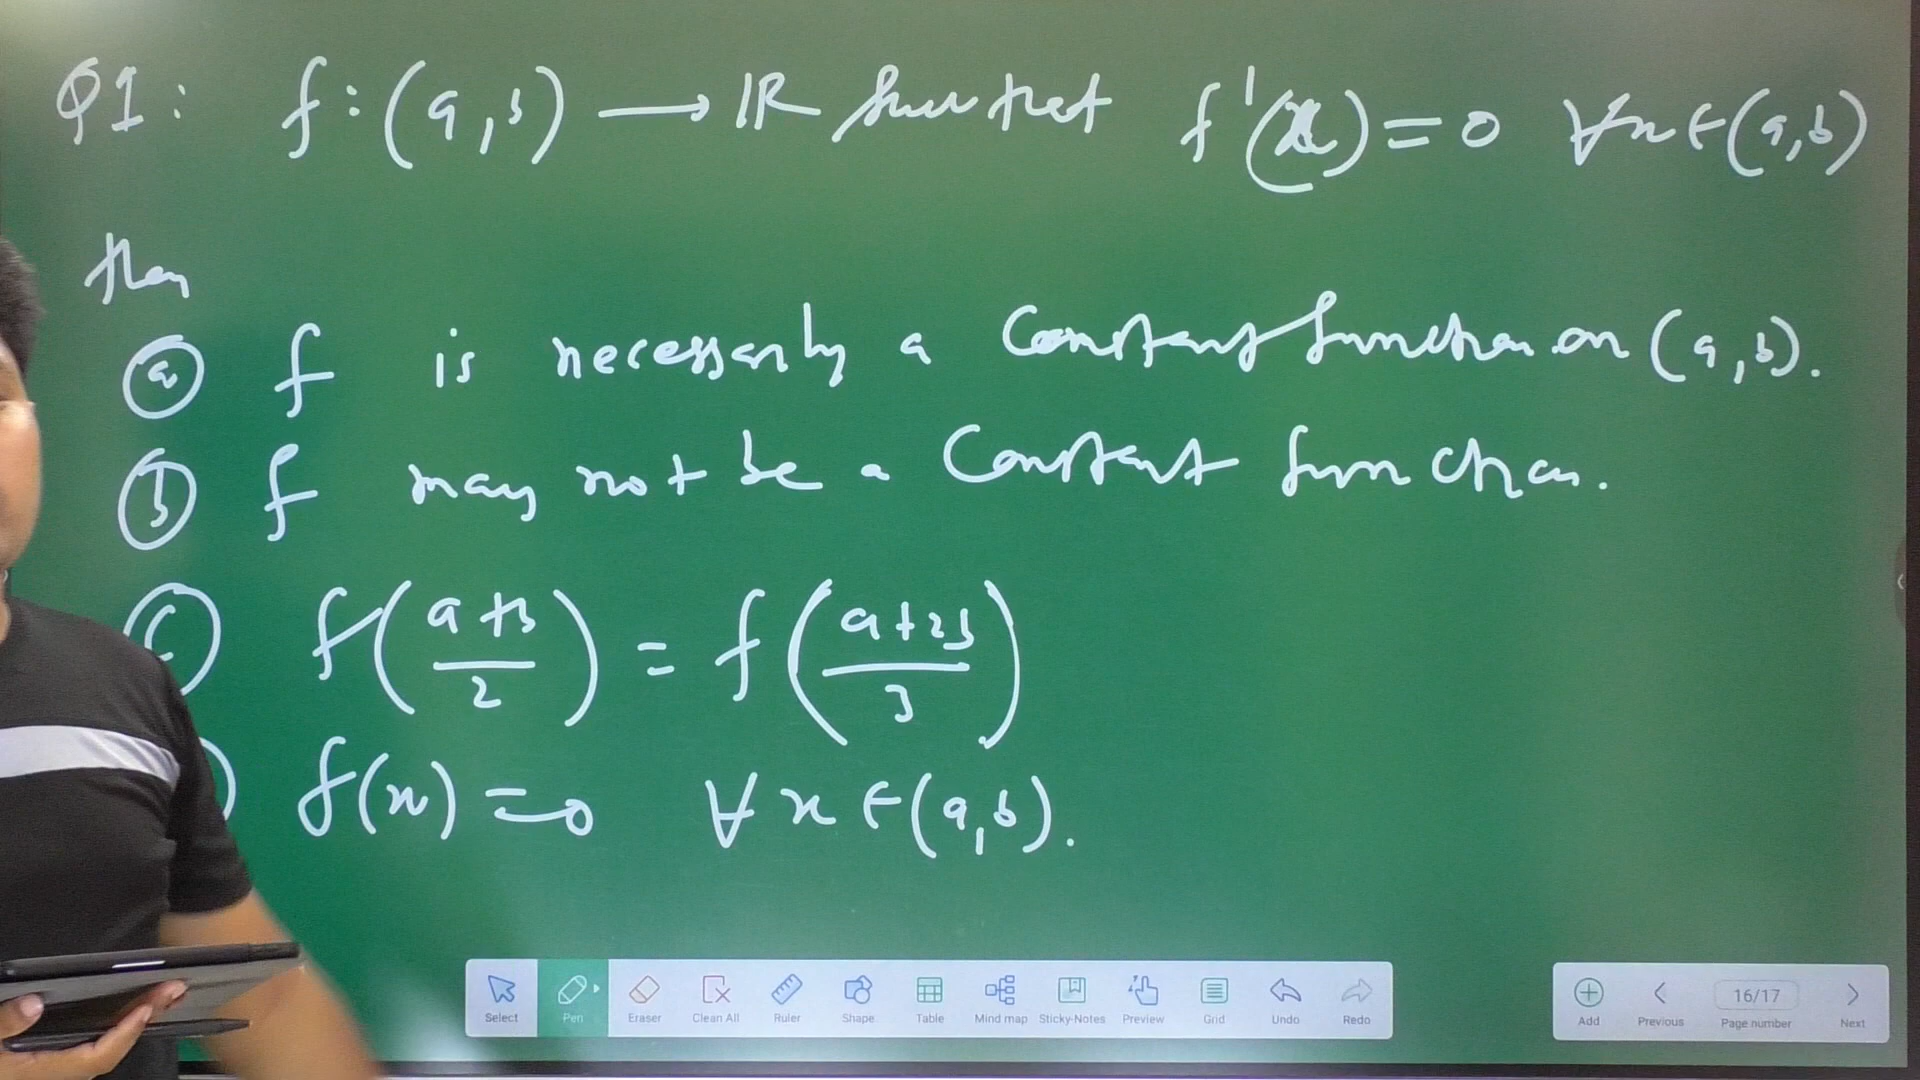 Q1: f:(a,b) → IR such that f'(x)=0 ∀x∈(a,b)
then
(a) f is necessarily a constant function on (a,b).
(b) f may not be a constant function.
(c) f((a+b)/2) = f((a+2b)/3)
f(x)=0 ∀x∈(a,b).
Select Pen Eraser Clean All Ruler Shape Table Mind map Sticky-Notes Preview Grid Undo Redo
Add Previous 16/17 Page number Next